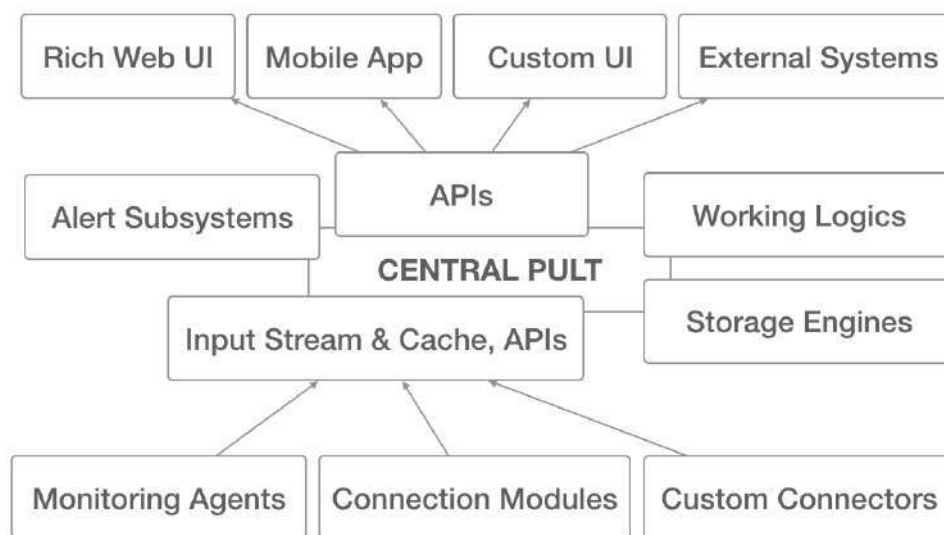 Rich Web UI
Mobile App
Custom UI
External Systems
APIs
Alert Subsystems
Working Logics
CENTRAL PULT
Storage Engines
Input Stream & Cache, APIs
Monitoring Agents
Connection Modules
Custom Connectors